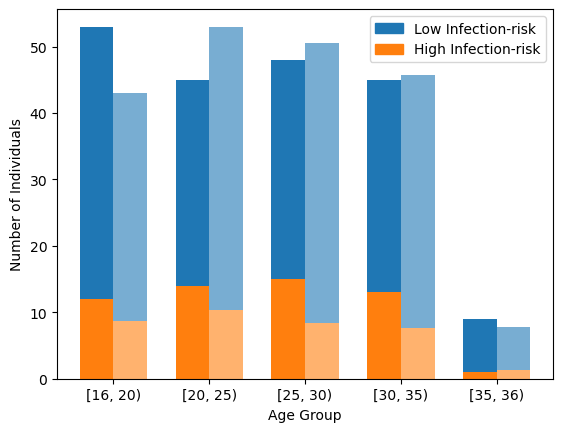 Low Infection-risk
High Infection-risk
50
40
30
20
10
0
Number of Individuals
[16, 20)
[20, 25)
[25, 30)
[30, 35)
[35, 36)
Age Group